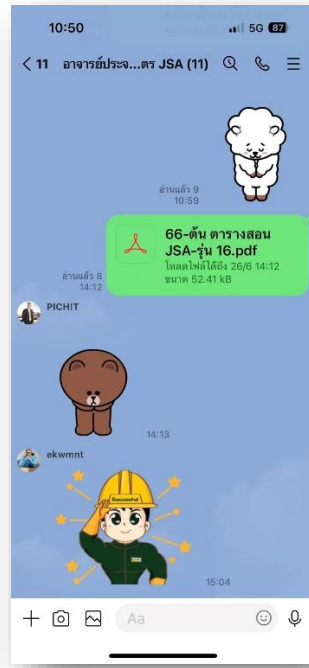 10:50
5G 87
11 อาจารย์ประจ...ตร JSA (11)
อ่านแล้ว 9
10:59
66-ต้น ตารางสอน
JSA-รุ่น 16.pdf
โหลดไฟล์ได้ถึง 26/6 14:12
ขนาด 52.41 kB
อ่านแล้ว 8
14:12
PICHIT
14:13
ekwmnt
15:04
Aa